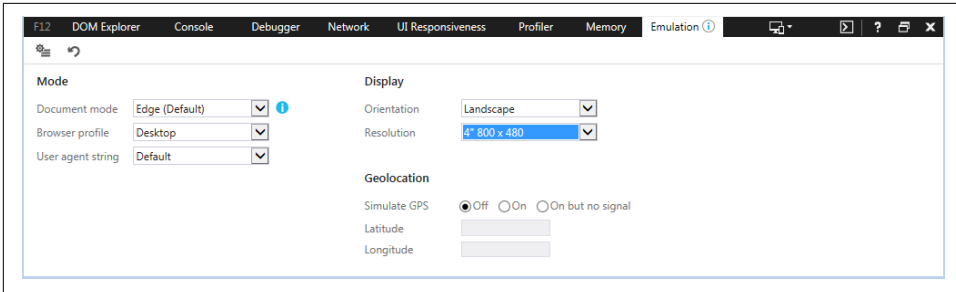 F12 DOM Explorer Console Debugger Network UI Responsiveness Profiler Memory Emulation i ?
Mode
Document mode Edge (Default) i
Browser profile Desktop
User agent string Default
Display
Orientation Landscape
Resolution 4" 800 x 480
Geolocation
Simulate GPS Off On On but no signal
Latitude
Longitude